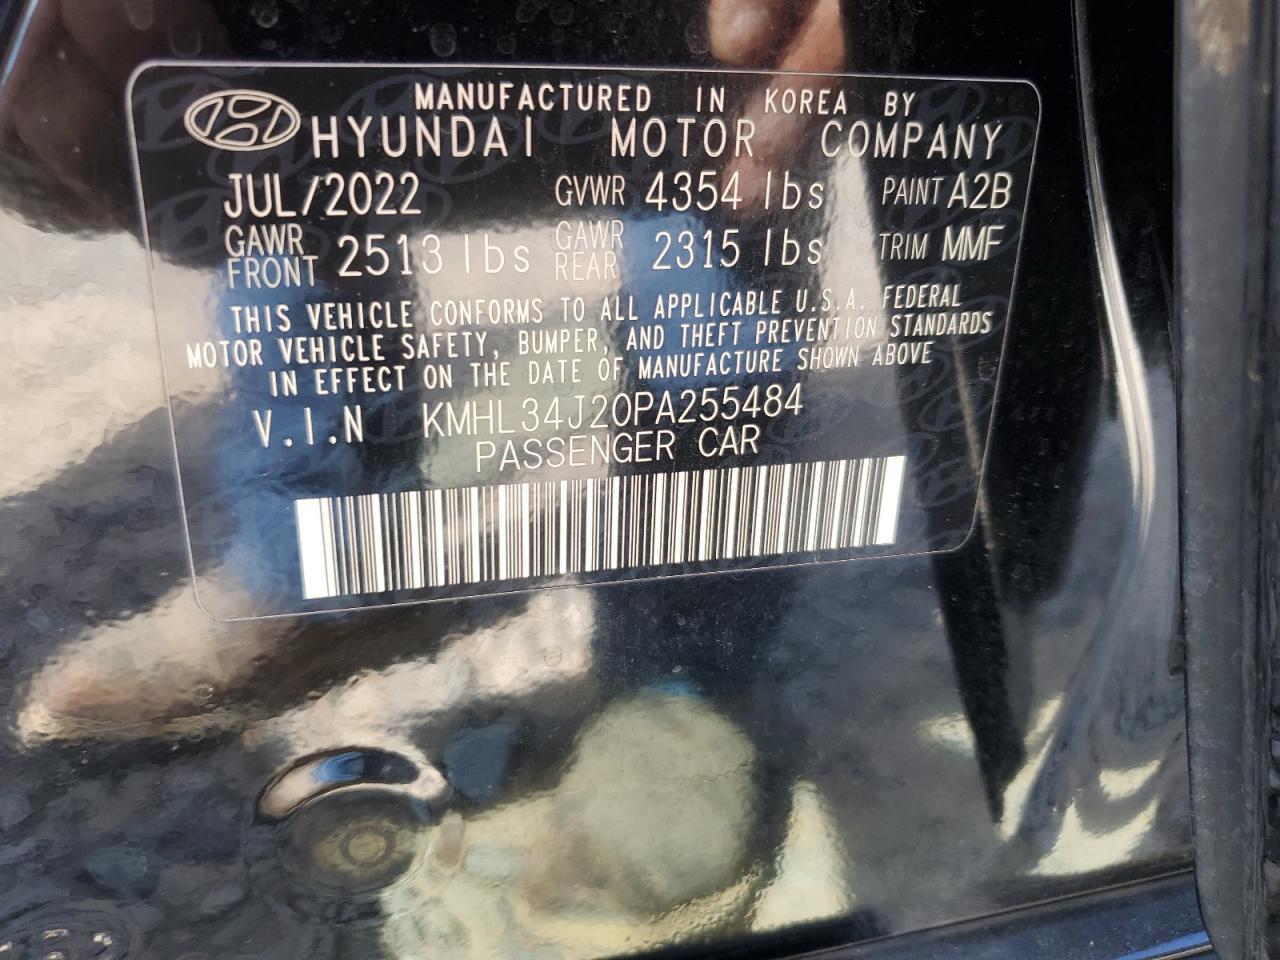 MANUFACTURED IN KOREA BY
HYUNDAI MOTOR COMPANY
JUL/2022 GVWR 4354 lbs PAINT A2B
GAWR FRONT 2513 lbs GAWR REAR 2315 lbs TRIM MMF
THIS VEHICLE CONFORMS TO ALL APPLICABLE U.S.A. FEDERAL
MOTOR VEHICLE SAFETY, BUMPER, AND THEFT PREVENTION STANDARDS
IN EFFECT ON THE DATE OF MANUFACTURE SHOWN ABOVE
V.I.N KMHL34J20PA255484
PASSENGER CAR